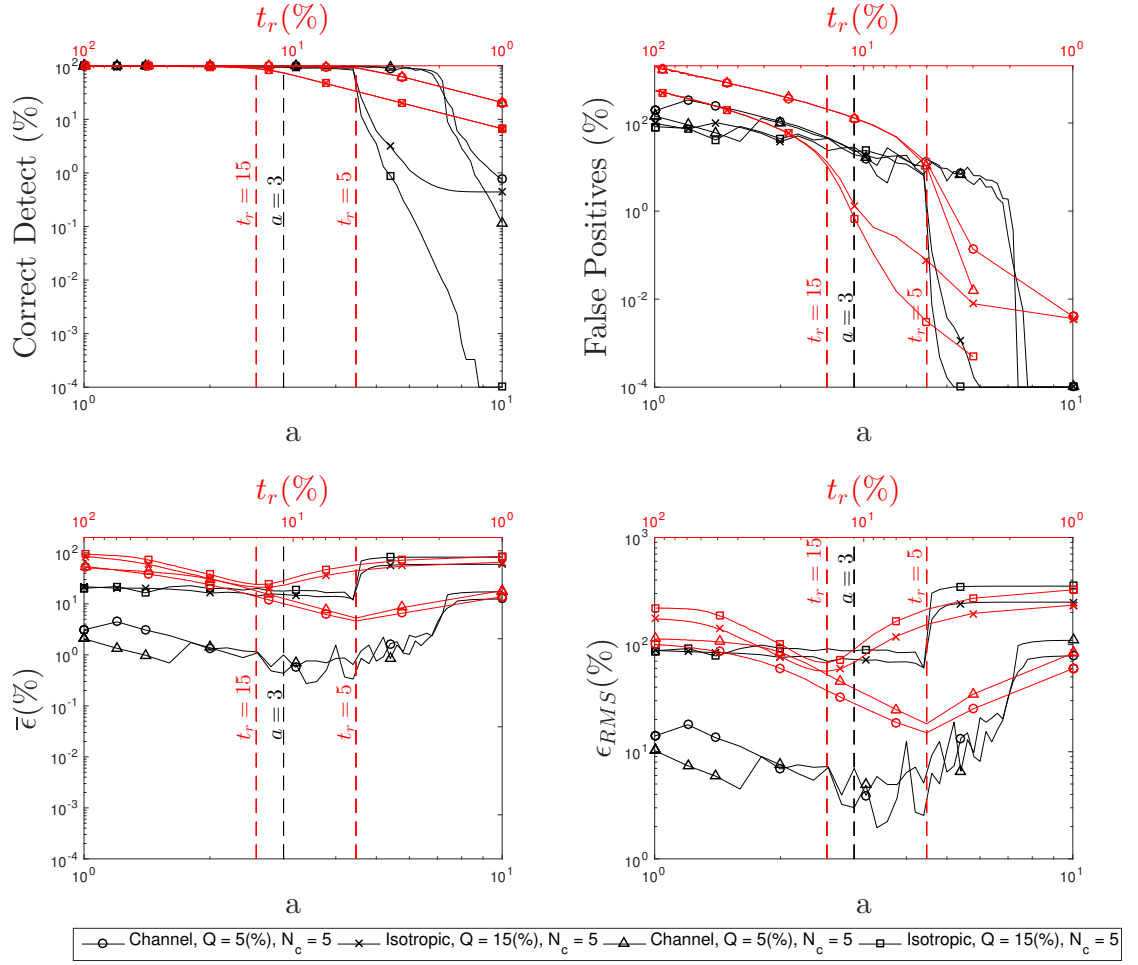 t_r(%)
10^2 10^1 10^0
Correct Detect (%)
10^2
10^1
10^0
10^-1
10^-2
10^-3
10^-4
t_r = 15
a = 3
t_r = 5
10^0 10^1
a
t_r(%)
10^2 10^1 10^0
False Positives (%)
10^2
10^0
10^-2
10^-4
t_r = 15
a = 3
t_r = 5
10^0 10^1
a
t_r(%)
10^2 10^1 10^0
ϵ̄(%)
10^2
10^1
10^0
10^-1
10^-2
10^-3
10^-4
t_r = 15
a = 3
t_r = 5
10^0 10^1
a
t_r(%)
10^2 10^1 10^0
ϵ_RMS(%)
10^3
10^2
10^1
10^0
t_r = 15
a = 3
t_r = 5
10^0 10^1
a
Channel, Q = 5(%), N_c = 5 Isotropic, Q = 15(%), N_c = 5 Channel, Q = 5(%), N_c = 5 Isotropic, Q = 15(%), N_c = 5